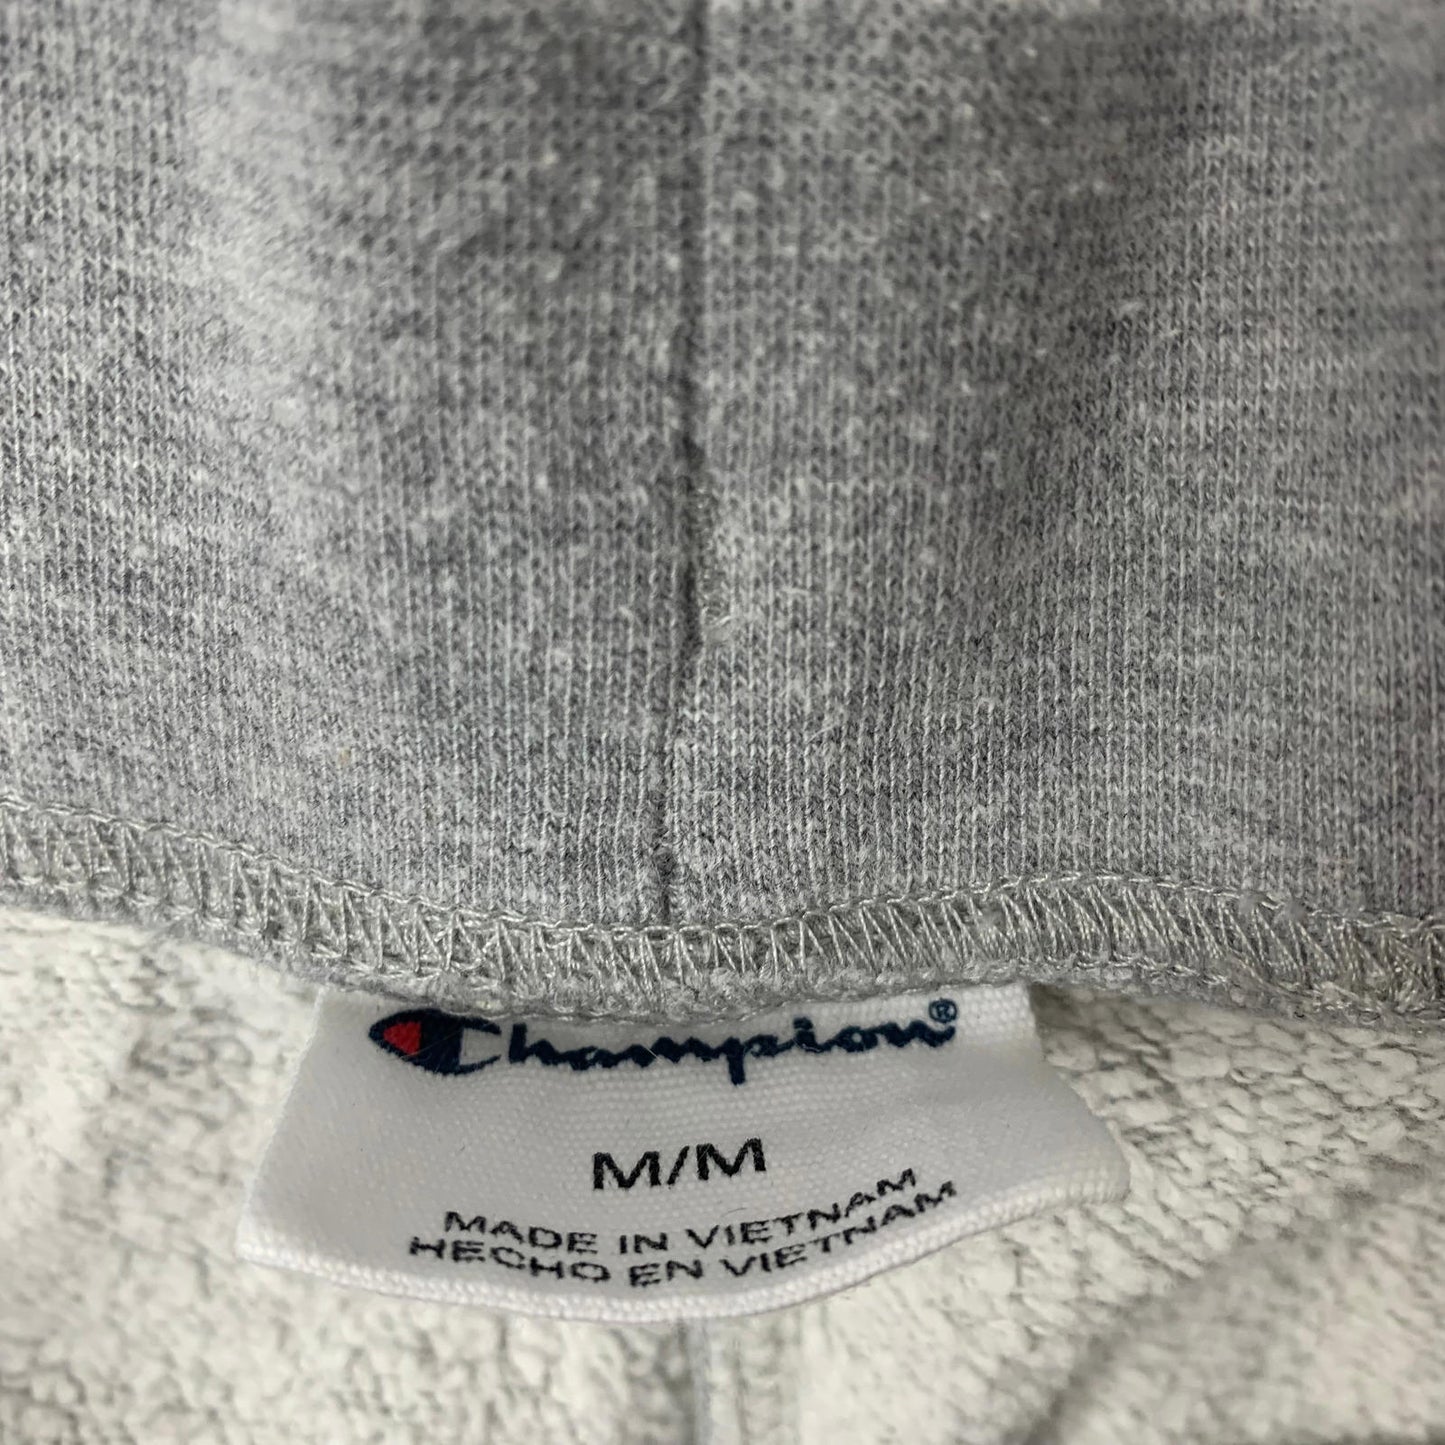 Champion®
M/M
MADE IN VIETNAM
HECHO EN VIETNAM